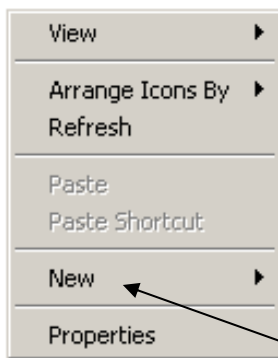 View
Arrange Icons By
Refresh
Paste
Paste Shortcut
New
Properties